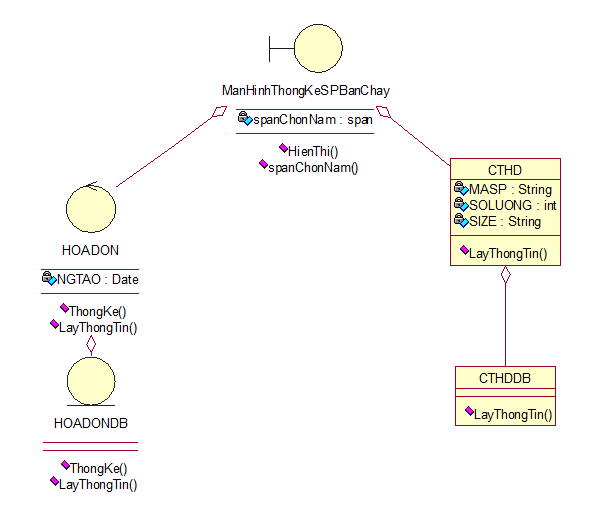 ManHinhThongKeSPBanChay
spanChonNam : span
HienThi()
spanChonNam()
CTHD
MASP : String
SOLUONG : int
SIZE : String
LayThongTin()
HOADON
NGTAO : Date
ThongKe()
LayThongTin()
HOADONDB
ThongKe()
LayThongTin()
CTHDDB
LayThongTin()